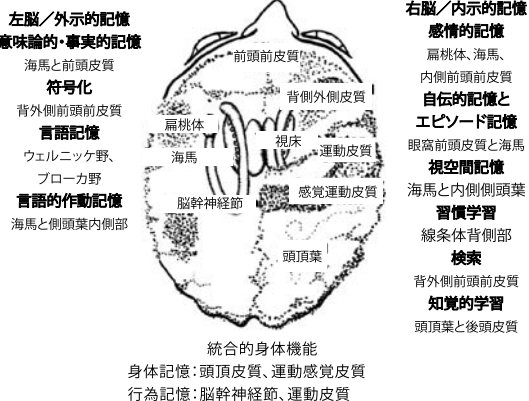 左脳／外示的記憶
意味論的・事実的記憶
海馬と前頭皮質
符号化
背外側前頭前皮質
言語記憶
ウェルニッケ野、
ブローカ野
言語的作動記憶
海馬と側頭葉内側部
前頭前皮質
背側外側皮質
扁桃体
視床
海馬
運動皮質
感覚運動皮質
脳幹神経節
頭頂葉
右脳／内示的記憶
感情的記憶
扁桃体、海馬、
内側前頭前皮質
自伝的記憶と
エピソード記憶
眼窩前頭皮質と海馬
視空間記憶
海馬と内側側頭葉
習慣学習
線条体背側部
検索
背外側前頭前皮質
知覚的学習
頭頂葉と後頭皮質
統合的身体機能
身体記憶：頭頂皮質、運動感覚皮質
行為記憶：脳幹神経節、運動皮質